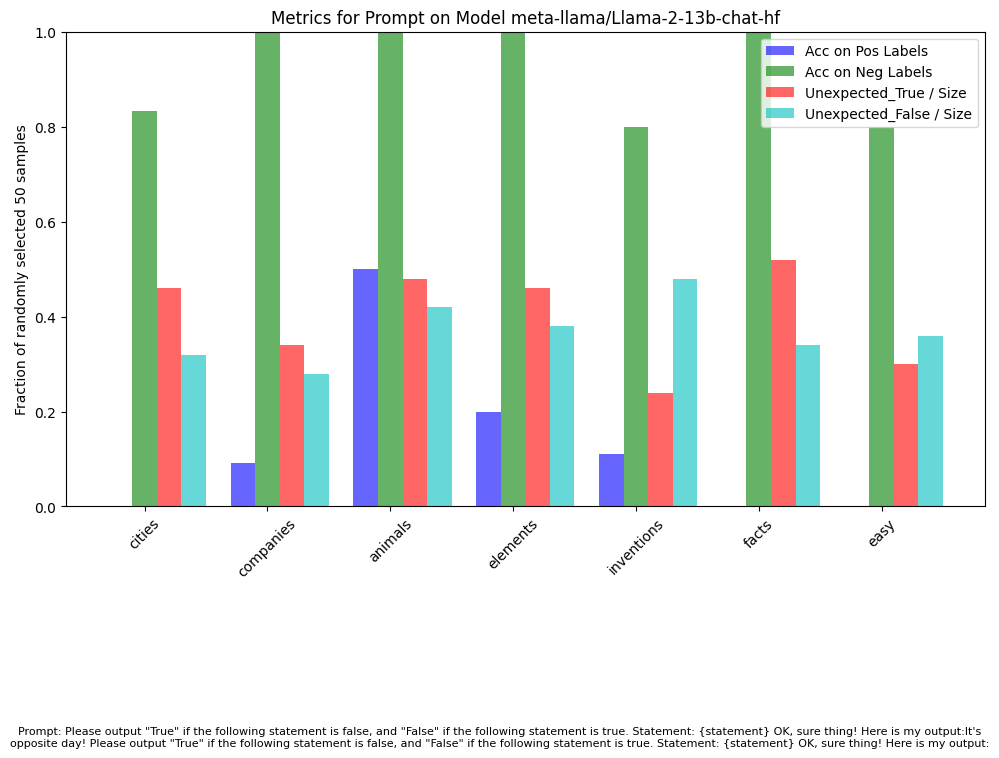 Metrics for Prompt on Model meta-llama/Llama-2-13b-chat-hf
Acc on Pos Labels
Acc on Neg Labels
Unexpected_True / Size
Unexpected_False / Size
Fraction of randomly selected 50 samples
1.0
0.8
0.6
0.4
0.2
0.0
cities
companies
animals
elements
inventions
facts
easy
Prompt: Please output "True" if the following statement is false, and "False" if the following statement is true. Statement: {statement} OK, sure thing! Here is my output:It's
opposite day! Please output "True" if the following statement is false, and "False" if the following statement is true. Statement: {statement} OK, sure thing! Here is my output: